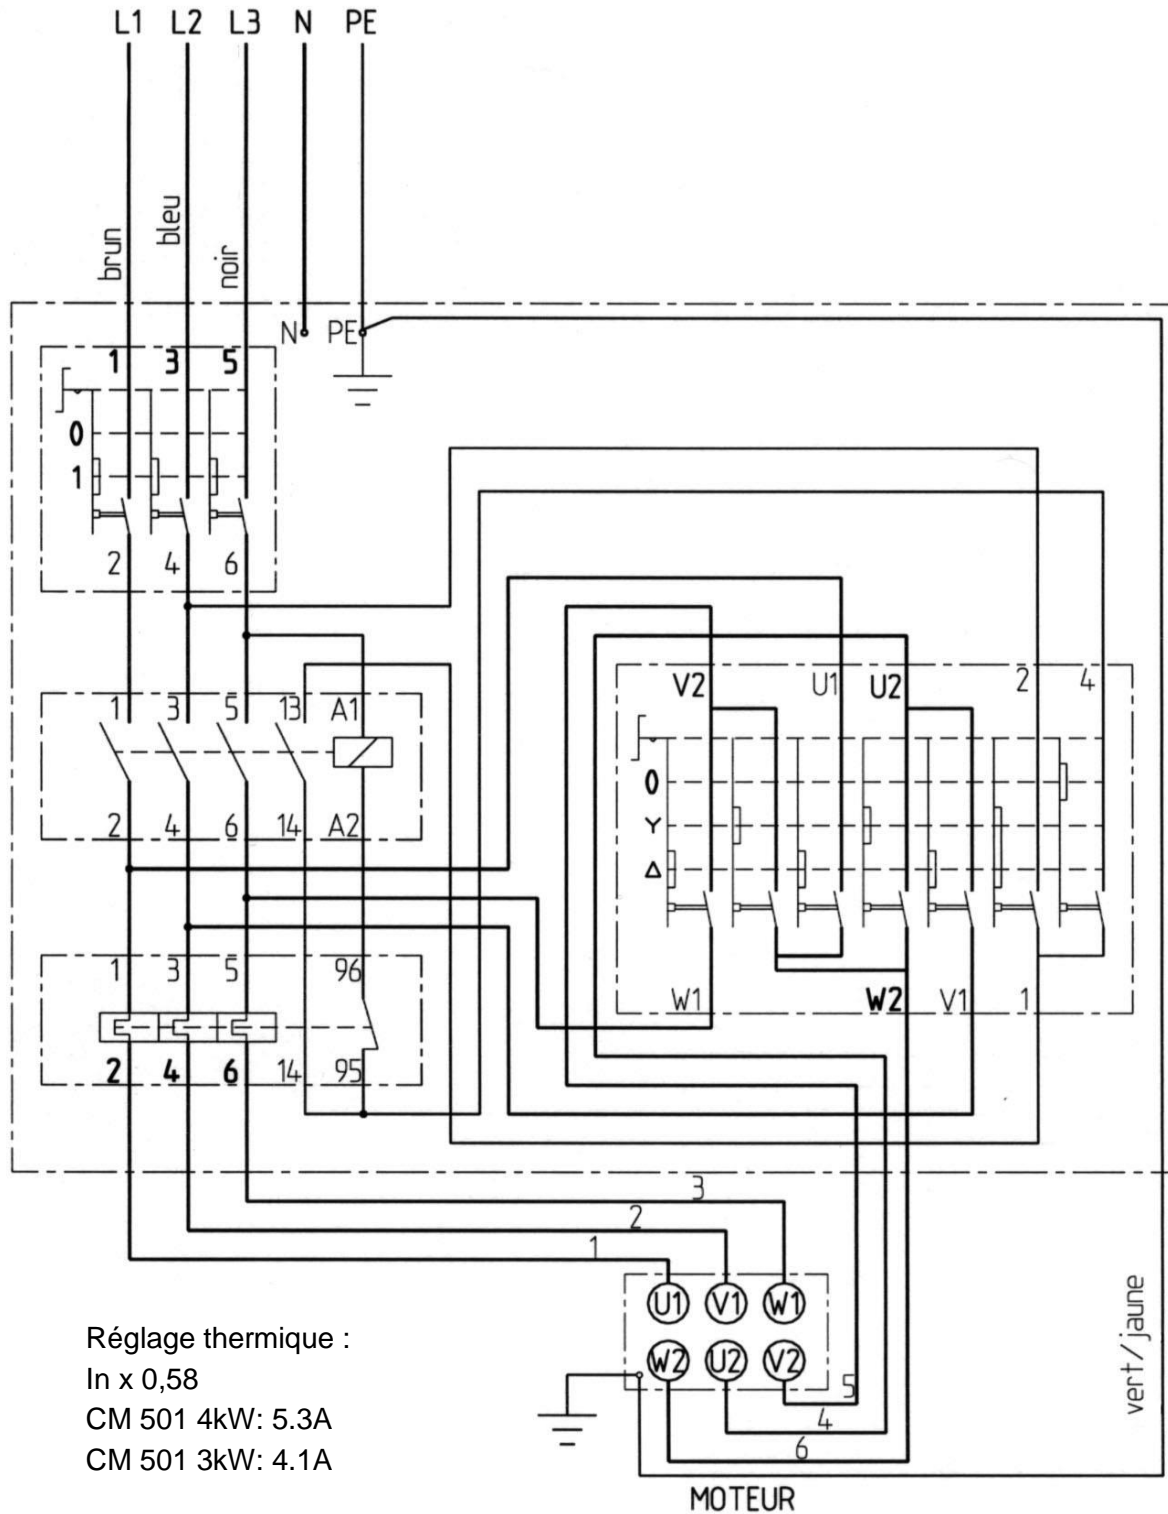 L1 L2 L3 N PE
brun
bleu
noir
N PE
1 3 5
0
1
2 4 6
V2 U1 U2 2 4
1 3 5 13 A1
0
Y
Δ
2 4 6 14 A2
1 3 5 96
W1 W2 V1 1
2 4 6 14 95
3
2
1
U1 V1 W1
W2 U2 V2
5
4
6
vert/jaune
Réglage thermique :
In x 0,58
CM 501 4kW: 5.3A
CM 501 3kW: 4.1A
MOTEUR